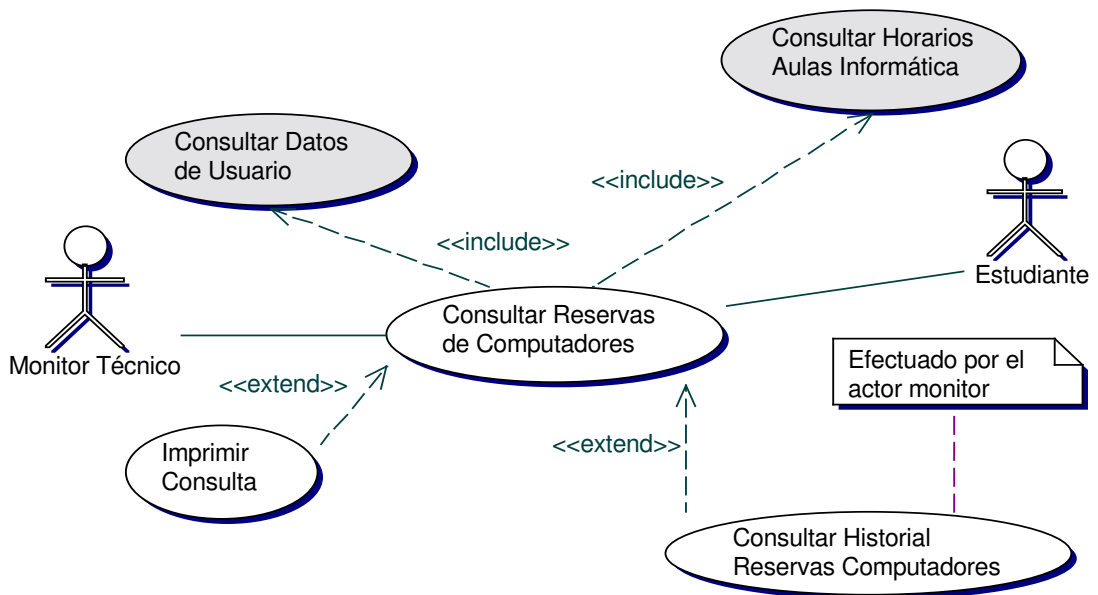 Consultar Horarios
Aulas Informática
Consultar Datos
de Usuario
<<include>>
<<include>>
Estudiante
Consultar Reservas
de Computadores
Monitor Técnico
Efectuado por el
actor monitor
<<extend>>
<<extend>>
Imprimir
Consulta
Consultar Historial
Reservas Computadores